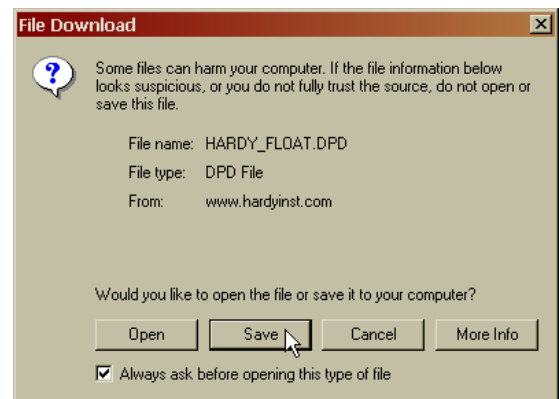 File Download
Some files can harm your computer. If the file information below
looks suspicious, or you do not fully trust the source, do not open or
save this file.
File name: HARDY_FLOAT.DPD
File type: DPD File
From: www.hardyinst.com
Would you like to open the file or save it to your computer?
Open Save Cancel More Info
Always ask before opening this type of file